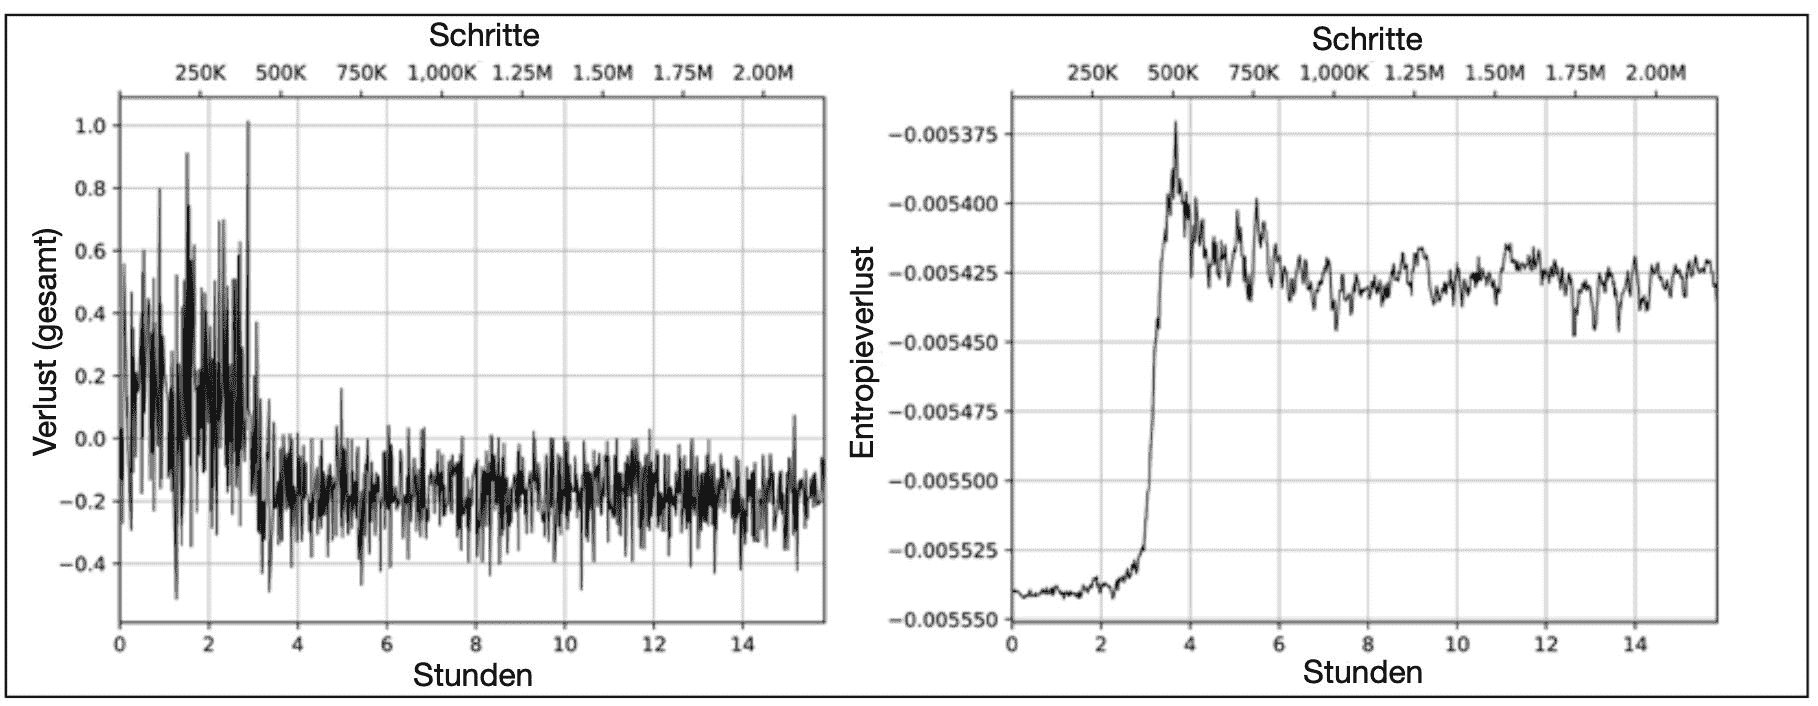 Schritte
250K 500K 750K 1,000K 1.25M 1.50M 1.75M 2.00M
Verlust (gesamt)
1.0
0.8
0.6
0.4
0.2
0.0
−0.2
−0.4
0 2 4 6 8 10 12 14
Stunden
Schritte
250K 500K 750K 1,000K 1.25M 1.50M 1.75M 2.00M
Entropieverlust
−0.005375
−0.005400
−0.005425
−0.005450
−0.005475
−0.005500
−0.005525
−0.005550
0 2 4 6 8 10 12 14
Stunden